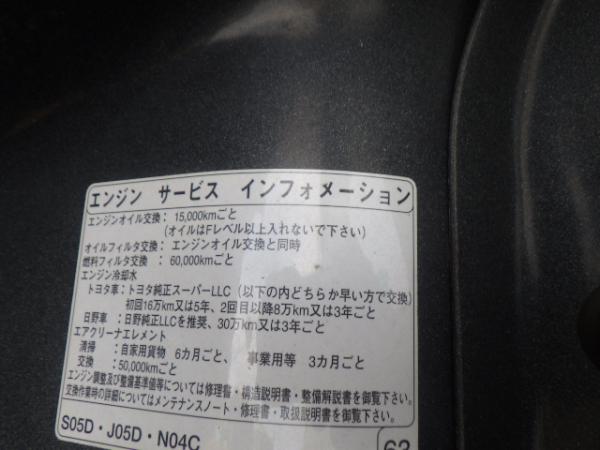 エンジン サービス インフォメーション
エンジンオイル交換：15,000kmごと
(オイルはFレベル以上入れないで下さい)
オイルフィルタ交換：エンジンオイル交換と同時
燃料フィルタ交換：60,000kmごと
エンジン冷却水
トヨタ車：トヨタ純正スーパーLLC（以下の内どちらか早い方で交換）
初回16万km又は5年、2回目以降8万km又は3年ごと
日野車：日野純正LLCを推奨、30万km又は3年ごと
エアクリーナエレメント
清掃：自家用貨物 6カ月ごと、 事業用等 3カ月ごと
交換：50,000kmごと
エンジン調整及び整備基準値等については修理書・構造説明書・整備解説書を御覧下さい。
交換作業時の詳細についてはメンテナンスノート・修理書・取扱説明書を御覧下さい。
S05D・J05D・N04C
63